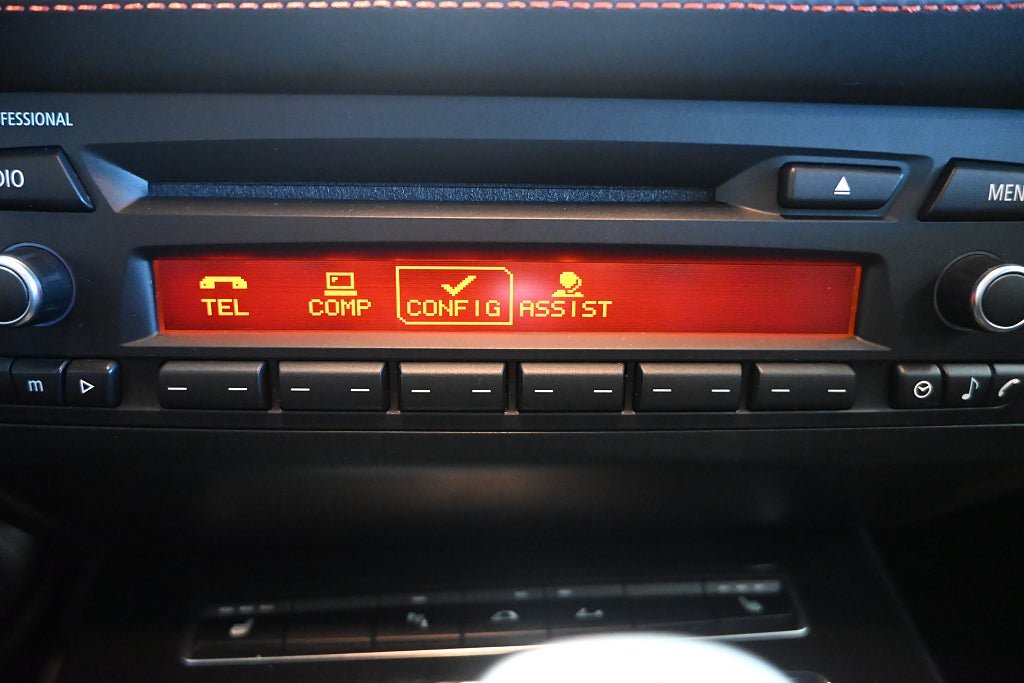 FESSIONAL
DIO
MEN
TEL COMP CONFIG ASSIST
m